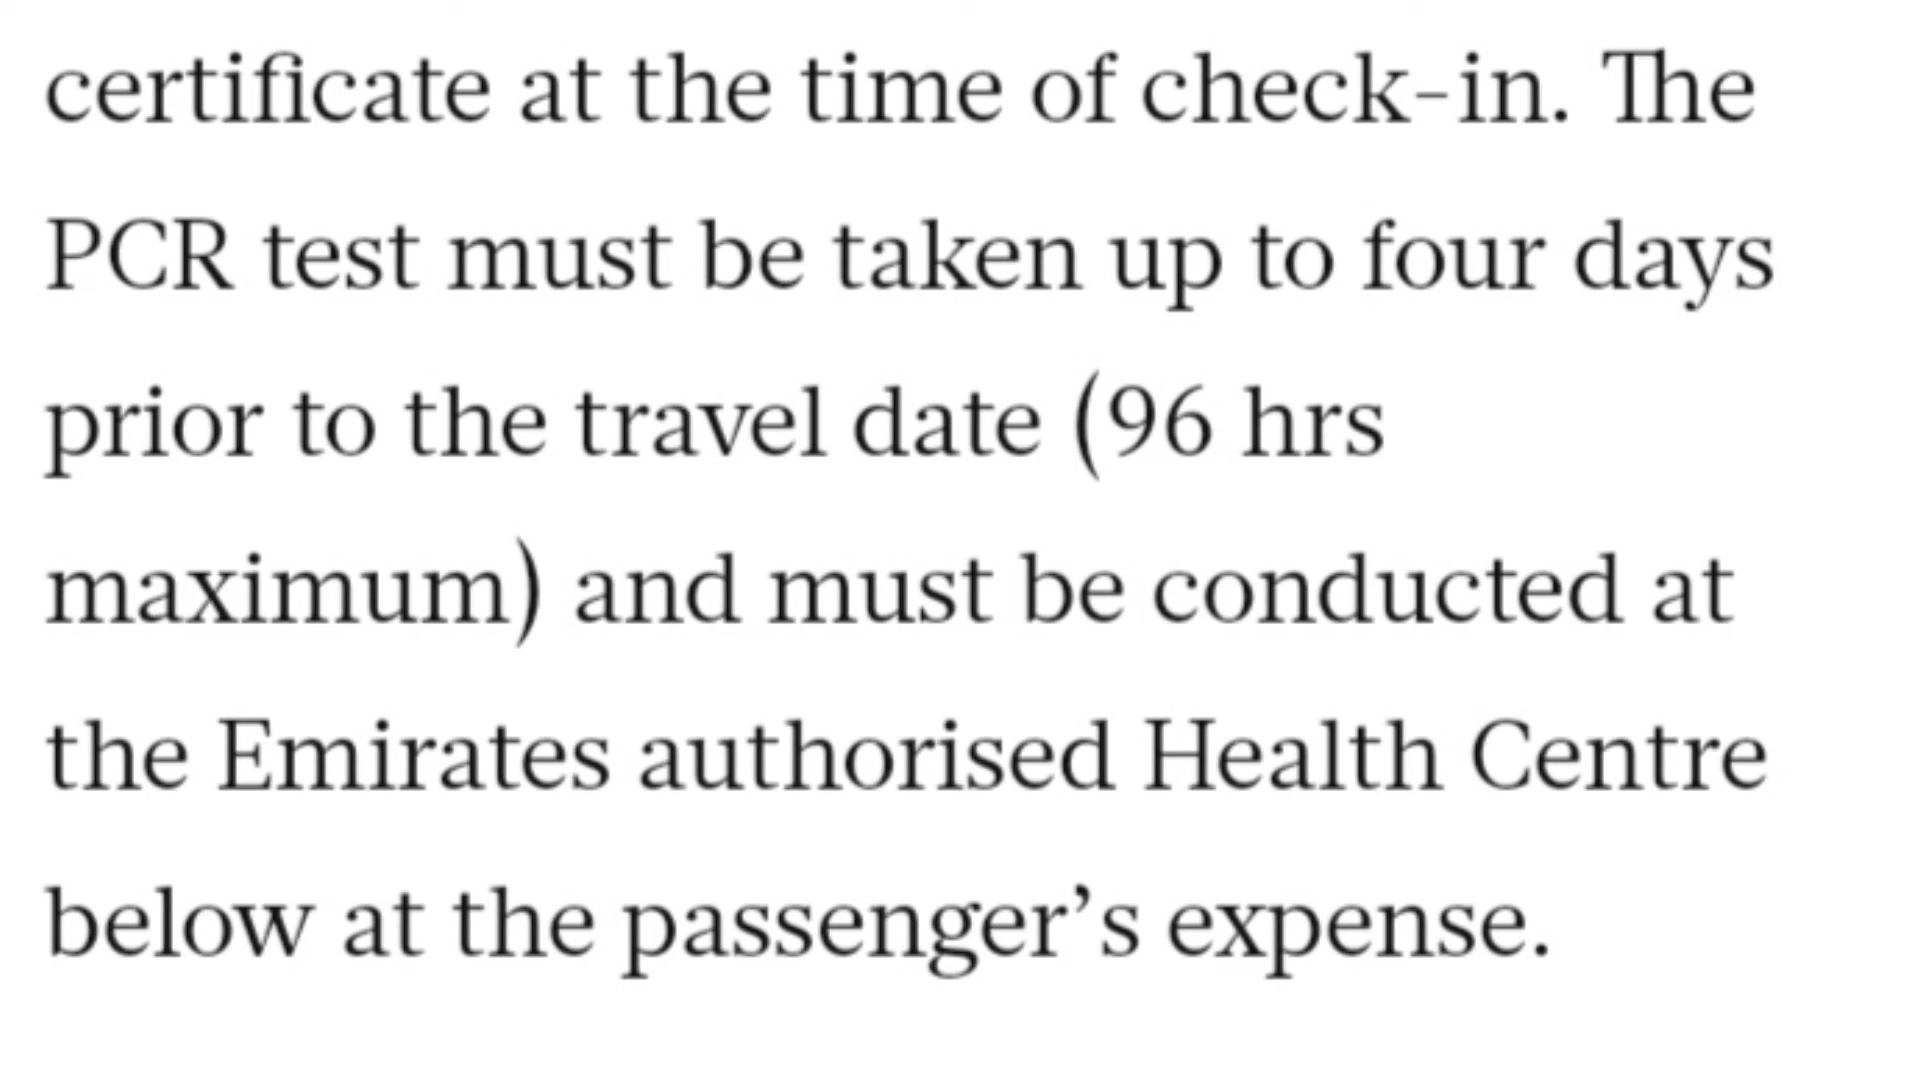 certificate at the time of check-in. The
PCR test must be taken up to four days
prior to the travel date (96 hrs
maximum) and must be conducted at
the Emirates authorised Health Centre
below at the passenger’s expense.